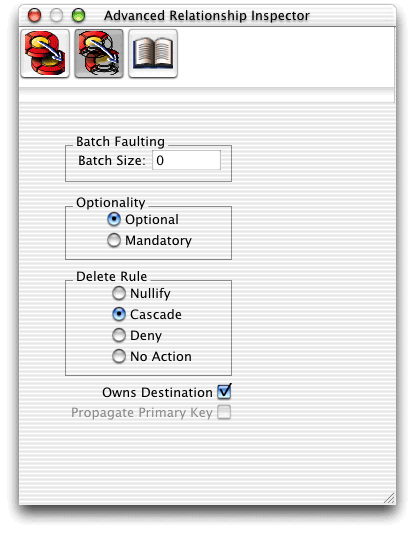 Advanced Relationship Inspector
Batch Faulting
Batch Size: 0
Optionality
Optional
Mandatory
Delete Rule
Nullify
Cascade
Deny
No Action
Owns Destination
Propagate Primary Key